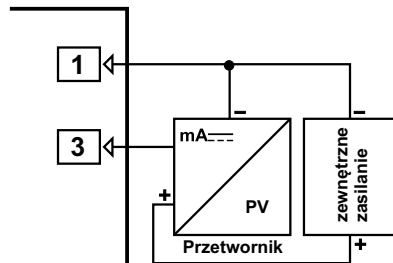 1
3
mA
PV
Przetwornik
zewnętrzne
zasilanie
− 
+
−
+